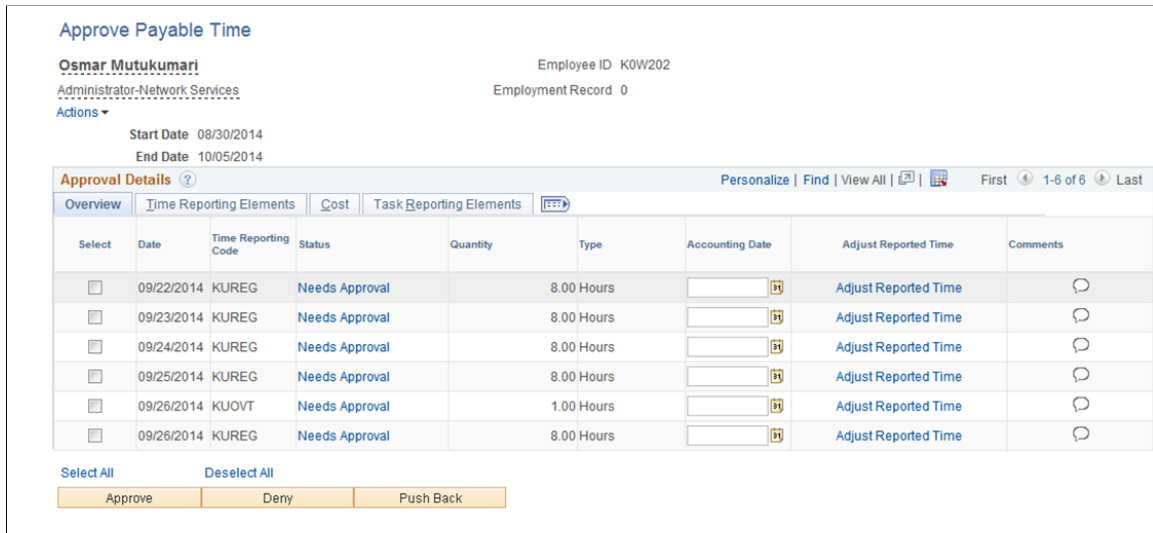 Approve Payable Time
Osmar Mutukumari Employee ID K0W202
Administrator-Network Services Employment Record 0
Actions
Start Date 08/30/2014
End Date 10/05/2014
Approval Details ? Personalize | Find | View All | | First 1-6 of 6 Last
Overview Time Reporting Elements Cost Task Reporting Elements
Select Date Time Reporting Code Status Quantity Type Accounting Date Adjust Reported Time Comments
09/22/2014 KUREG Needs Approval 8.00 Hours 31 Adjust Reported Time
09/23/2014 KUREG Needs Approval 8.00 Hours 31 Adjust Reported Time
09/24/2014 KUREG Needs Approval 8.00 Hours 31 Adjust Reported Time
09/25/2014 KUREG Needs Approval 8.00 Hours 31 Adjust Reported Time
09/26/2014 KUOVT Needs Approval 1.00 Hours 31 Adjust Reported Time
09/26/2014 KUREG Needs Approval 8.00 Hours 31 Adjust Reported Time
Select All Deselect All
Approve Deny Push Back